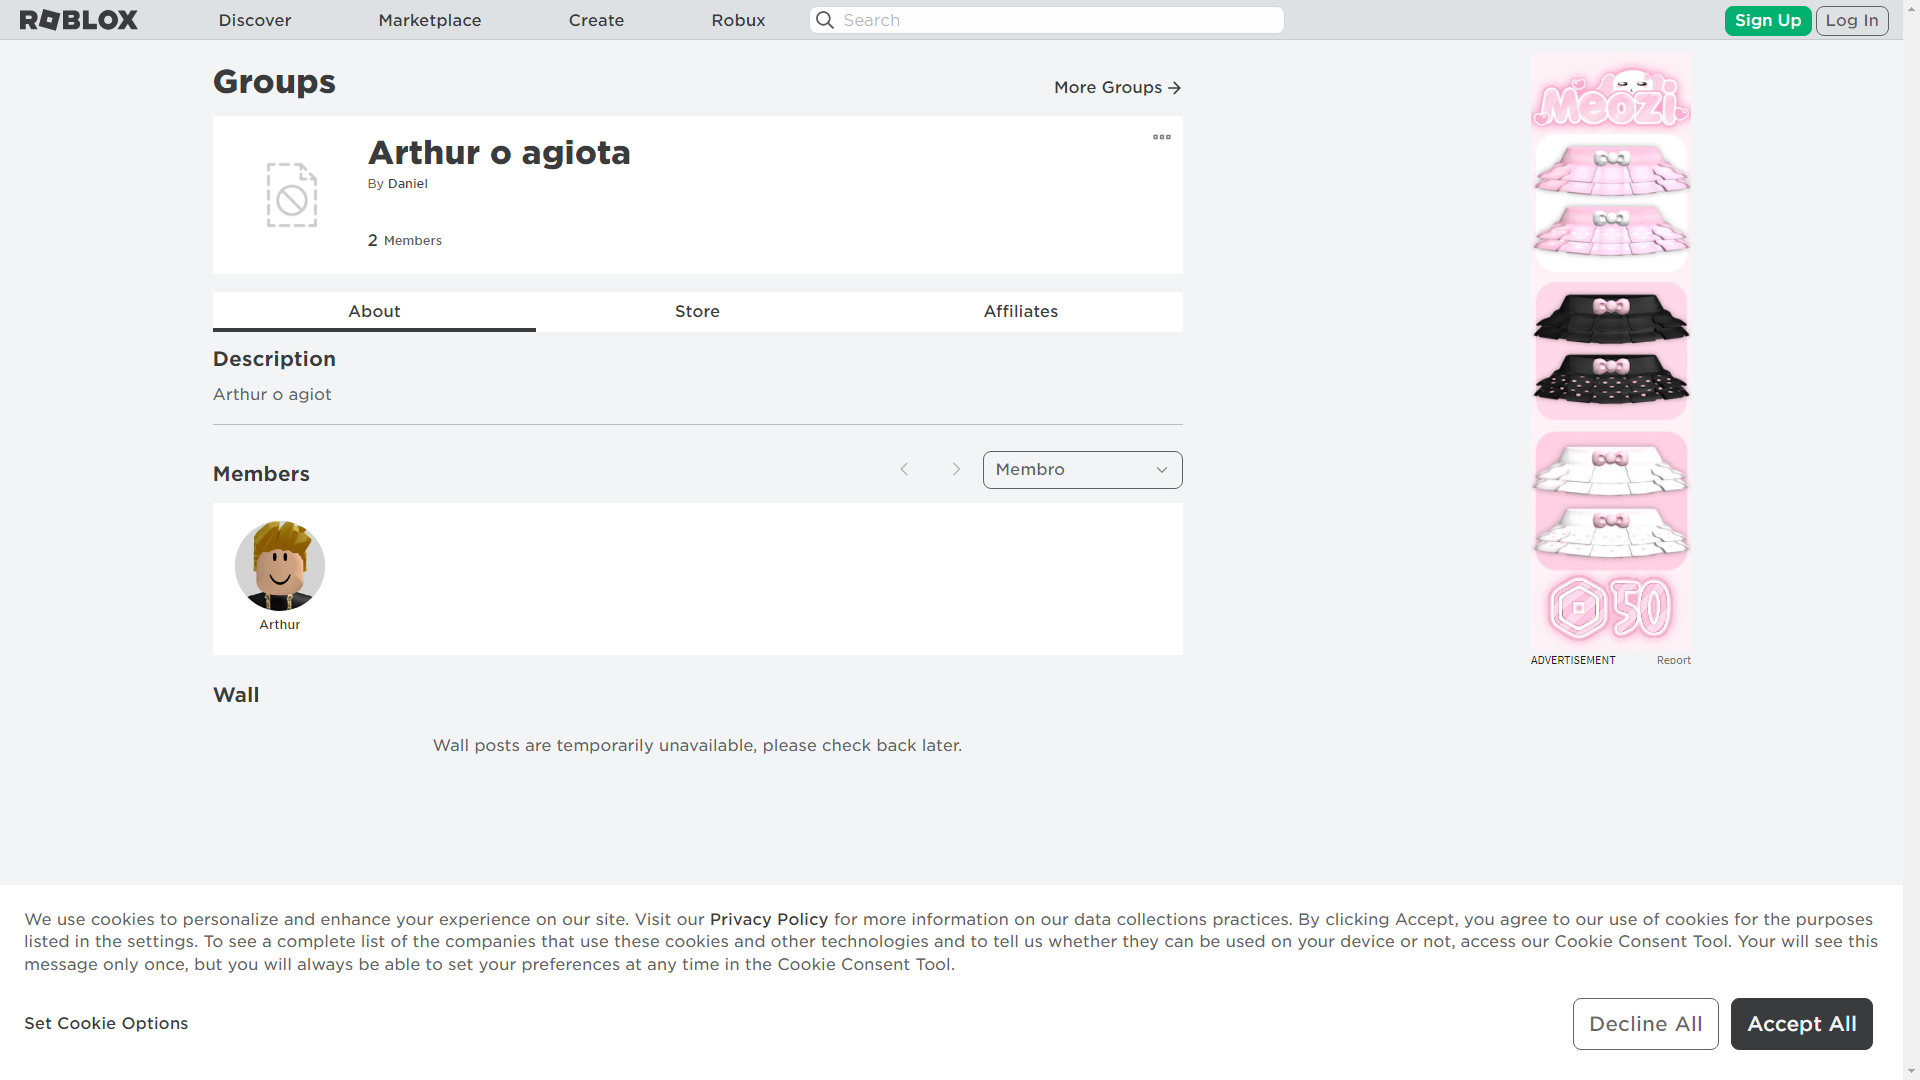 ROBLOX
Discover
Marketplace
Create
Robux
Search
Sign Up
Log In
Groups
More Groups
Arthur o agiota
By Daniel
2 Members
About
Store
Affiliates
Description
Arthur o agiot
Members
Membro
Arthur
Wall
Wall posts are temporarily unavailable, please check back later.
Meozi
50
ADVERTISEMENT
Report
We use cookies to personalize and enhance your experience on our site. Visit our Privacy Policy for more information on our data collections practices. By clicking Accept, you agree to our use of cookies for the purposes
listed in the settings. To see a complete list of the companies that use these cookies and other technologies and to tell us whether they can be used on your device or not, access our Cookie Consent Tool. Your will see this
message only once, but you will always be able to set your preferences at any time in the Cookie Consent Tool.
Set Cookie Options
Decline All
Accept All